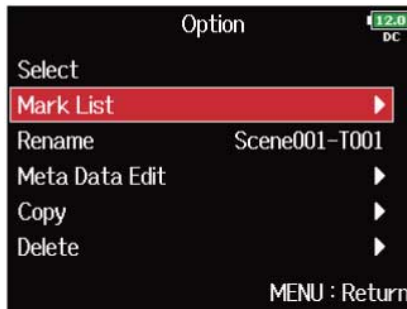 Option
12.0
DC
Select
Mark List
Rename Scene001-T001
Meta Data Edit
Copy
Delete
MENU : Return